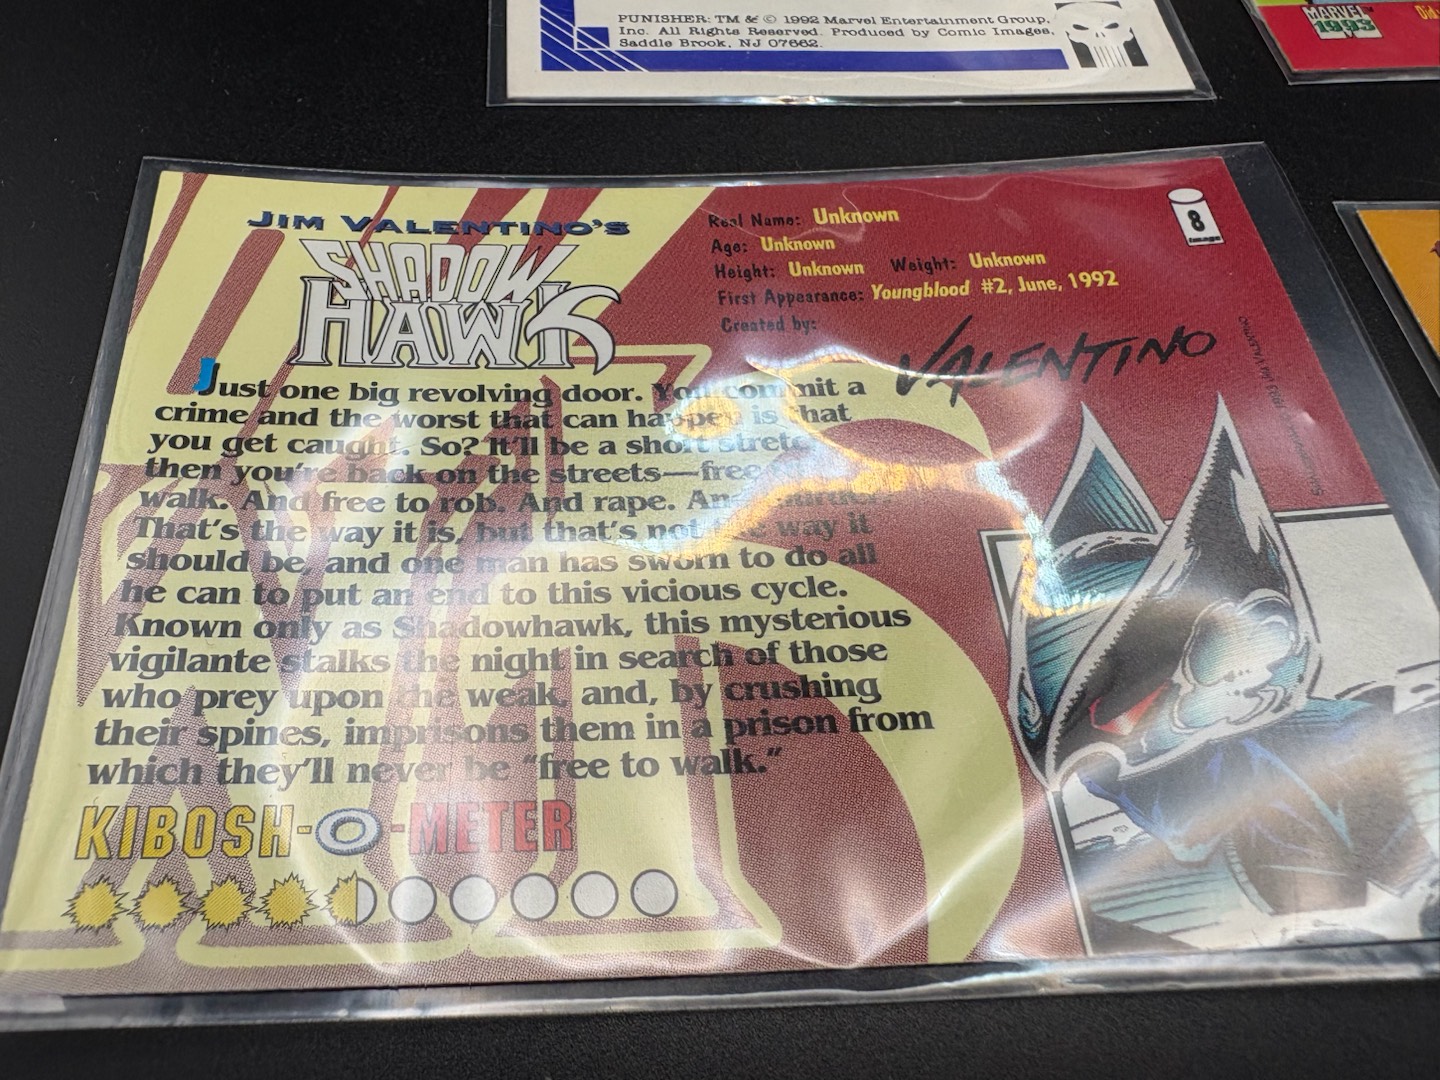 PUNISHER: TM & © 1992 Marvel Entertainment Group,
Inc. All Rights Reserved. Produced by Comic Images,
Saddle Brook, NJ 07662.
MARVEL
1993
JIM VALENTINO'S
SHADOW
HAWK
Real Name: Unknown
Age: Unknown
Height: Unknown Weight: Unknown
First Appearance: Youngblood #2, June, 1992
Created by:
VALENTINO
8
image
Just one big revolving door. You commit a
crime and the worst that can happen is that
you get caught. So? It'll be a short stretch
then you're back on the streets—free
walk. And free to rob. And rape. And
That's the way it is, but that's not the way it
should be, and one man has sworn to do all
he can to put an end to this vicious cycle.
Known only as Shadowhawk, this mysterious
vigilante stalks the night in search of those
who prey upon the weak and, by crushing
their spines, imprisons them in a prison from
which they'll never be "free to walk."
KIBOSH-O-METER